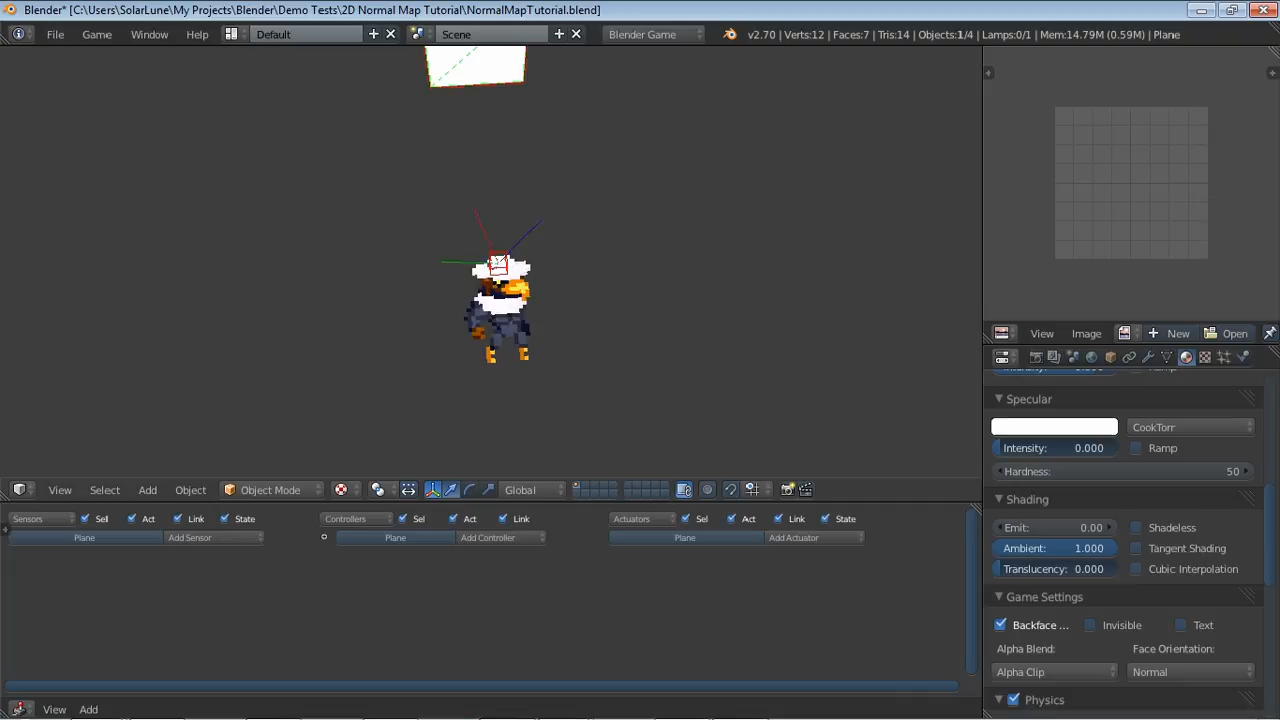 Blender* [C:\Users\SolarLune\My Projects\Blender\Demo Tests\2D Normal Map Tutorial\NormalMapTutorial.blend]
File Game Window Help Default Scene Blender Game v2.70 | Verts:12 | Faces:7 | Tris:14 | Objects:1/4 | Lamps:0/1 | Mem:14.79M (0.59M) | Plane
View Image New Open
Specular
CookTorr
Intensity: 0.000 Ramp
Hardness: 50
View Select Add Object Object Mode Global
Shading
Sensors Sel Act Link State Controllers Sel Act Link Actuators Sel Act Link State
Emit: 0.00 Shadeless
Plane Add Sensor Plane Add Controller Plane Add Actuator
Ambient: 1.000 Tangent Shading
Translucency: 0.000 Cubic Interpolation
Game Settings
Backface ... Invisible Text
Alpha Blend: Face Orientation:
Alpha Clip Normal
Physics
View Add